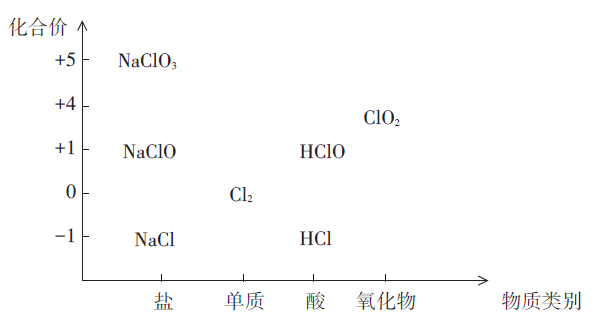 化合价
+5 NaClO₃
+4 ClO₂
+1 NaClO HClO
0 Cl₂
−1 NaCl HCl
盐 单质 酸 氧化物 物质类别